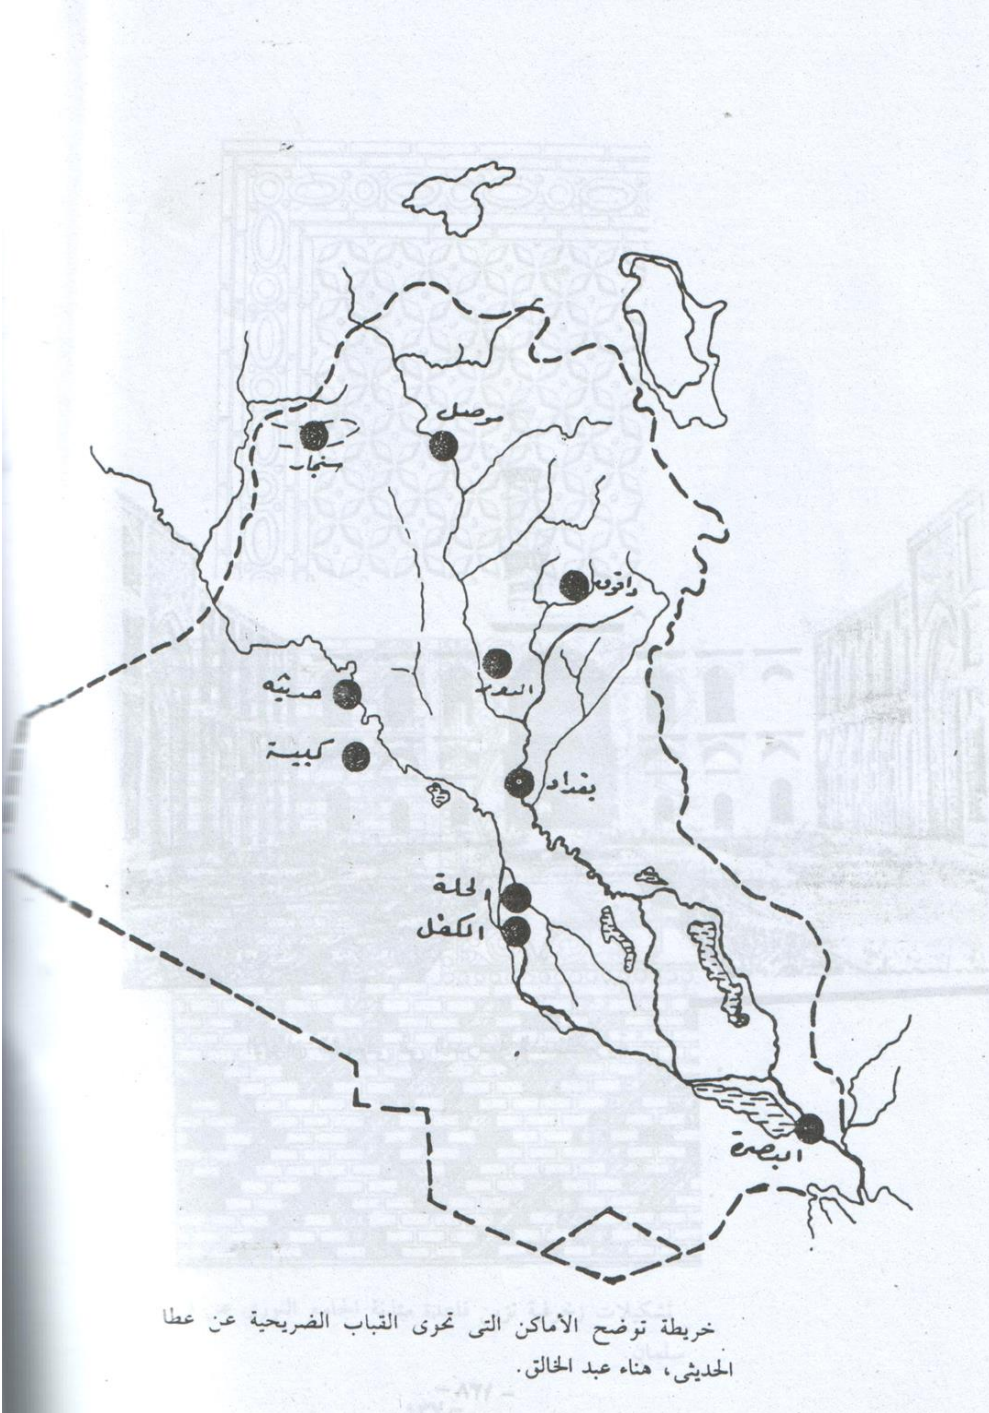 موصل
سنجار
داقوق
الدور
حديثه
كبيسة
بغداد
الحلة
الكفل
البصرة
خريطة توضح الأماكن التى تحوى القباب الضريحية عن عطا
الحديثى، هناء عبد الخالق.